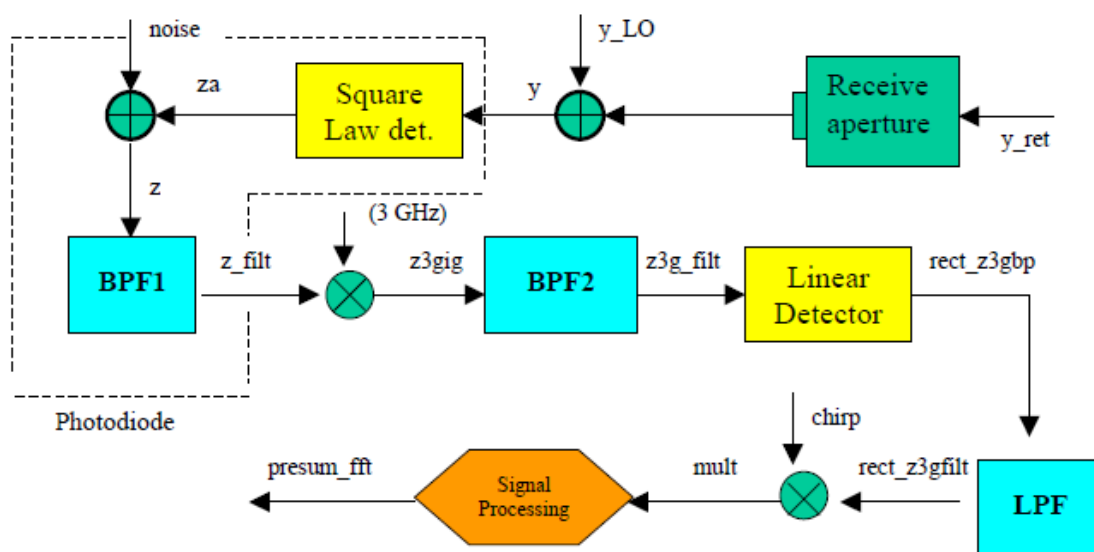 noise
y_LO
za
Square
Law det.
y
Receive
aperture
y_ret
z
(3 GHz)
BPF1
z_filt
z3gig
BPF2
z3g_filt
Linear
Detector
rect_z3gbp
Photodiode
chirp
presum_fft
Signal
Processing
mult
rect_z3gfilt
LPF